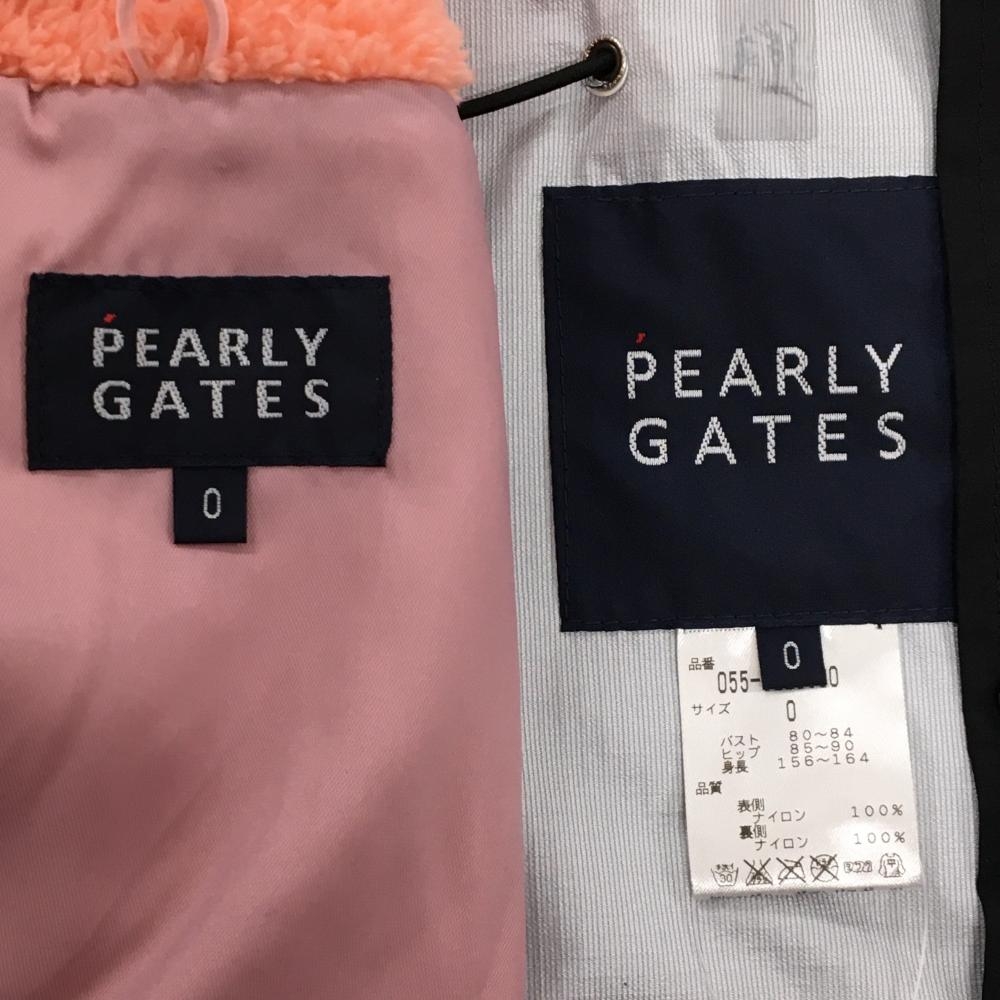 PEARLY
GATES
0
PEARLY
GATES
0
品番
055- 0
サイズ 0
バスト 80～84
ヒップ 85～90
身長 156～164
品質
表側
ナイロン 100%
裏側
ナイロン 100%
30